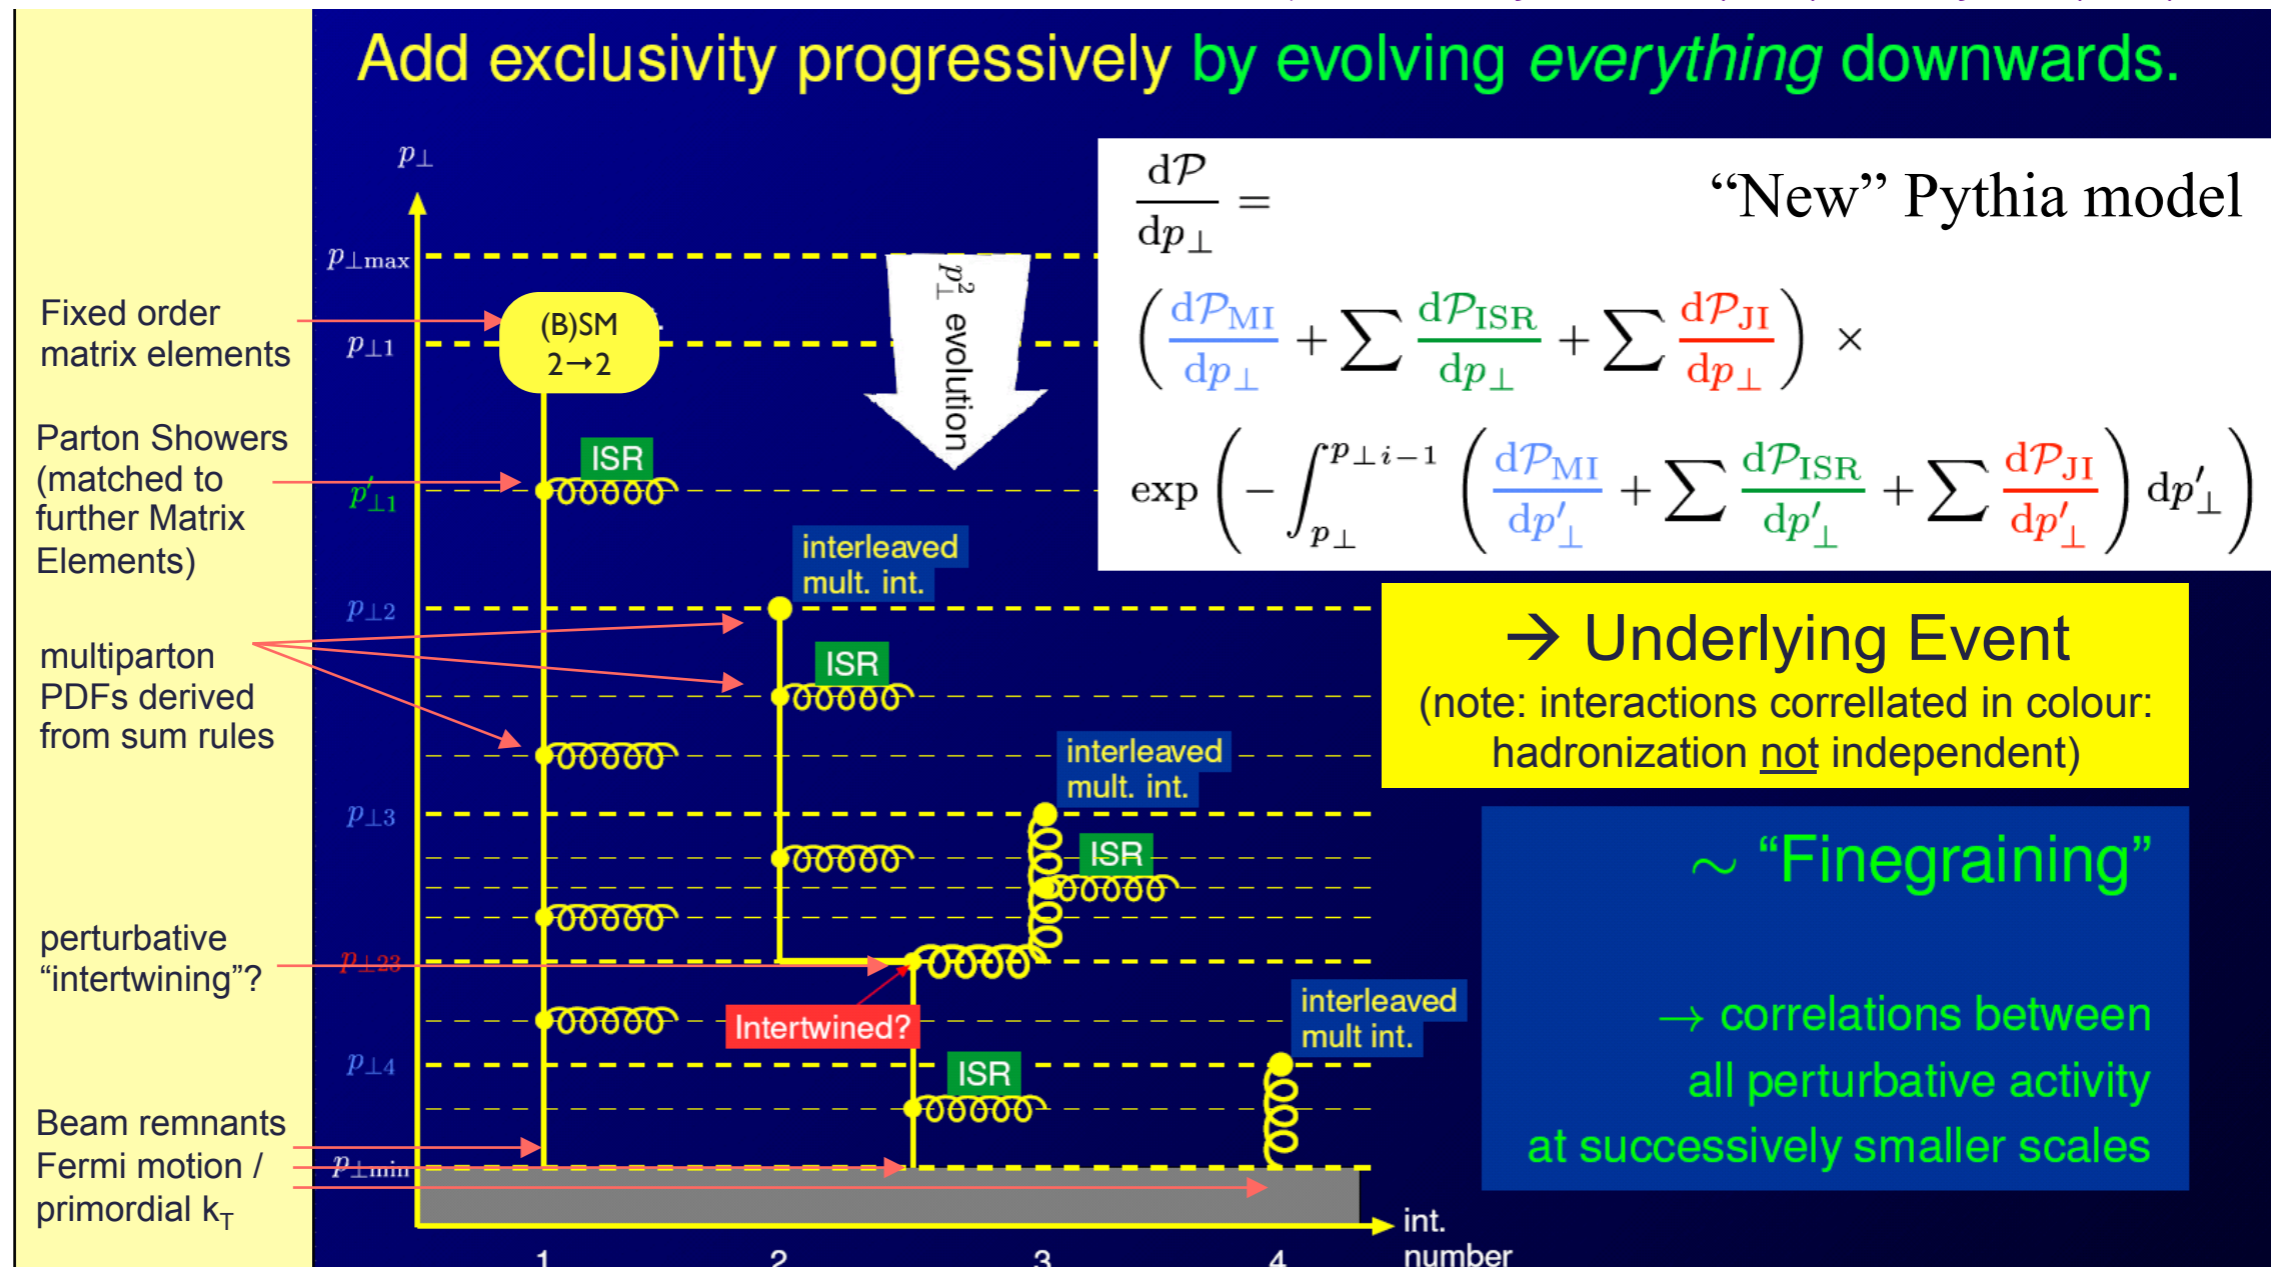 Add exclusivity progressively by evolving everything downwards.
p⊥
p⊥max
p⊥1
p′⊥1
p⊥2
p⊥3
p⊥23
p⊥4
p⊥min
Fixed order
matrix elements
Parton Showers
(matched to
further Matrix
Elements)
multiparton
PDFs derived
from sum rules
perturbative
“intertwining”?
Beam remnants
Fermi motion /
primordial kT
(B)SM
2→2
p⊥² evolution
ISR
interleaved
mult. int.
ISR
interleaved
mult. int.
ISR
Intertwined?
interleaved
mult int.
ISR
int.
number
1 2 3 4
“New” Pythia model
dP/dp⊥ =
(dP_MI/dp⊥ + ∑ dP_ISR/dp⊥ + ∑ dP_JI/dp⊥) ×
exp(−∫_p⊥^p⊥i−1 (dP_MI/dp′⊥ + ∑ dP_ISR/dp′⊥ + ∑ dP_JI/dp′⊥) dp′⊥)
→ Underlying Event
(note: interactions correllated in colour:
hadronization not independent)
∼ “Finegraining”
→ correlations between
all perturbative activity
at successively smaller scales